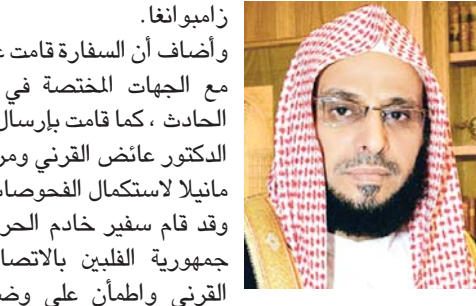 زامبوانغا.
وأضاف أن السفارة قامت
مع الجهات المختصة في
الحادث ، كما قامت بإرسال
الدكتور عائض القرني
مانيلا لاستكمال
وقد قام سفير خادم
جمهورية الفلبين
القرني واطمأن على